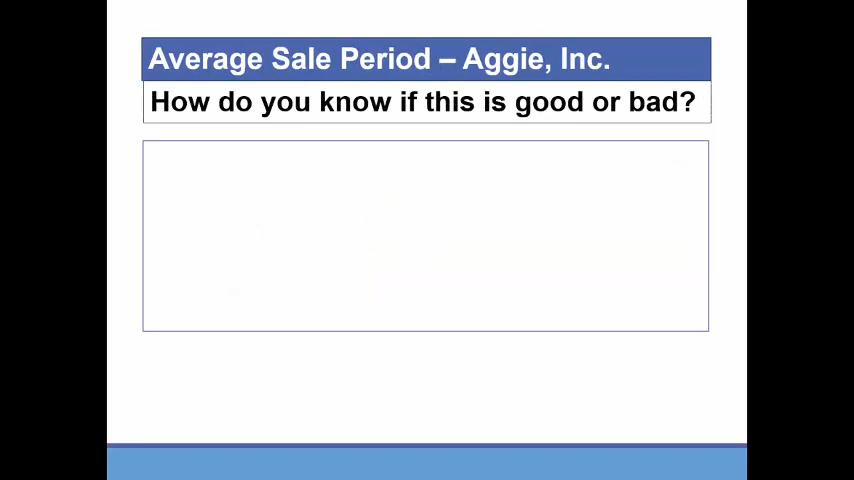 Average Sale Period – Aggie, Inc.
How do you know if this is good or bad?